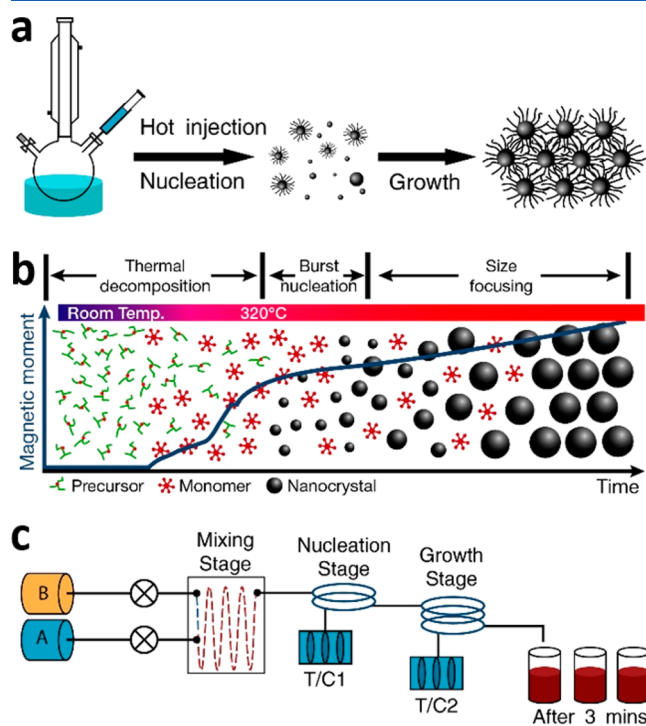 a
Hot injection
Nucleation
Growth
b
Thermal
decomposition
Burst
nucleation
Size
focusing
Room Temp.
320°C
Magnetic moment
Precursor
Monomer
Nanocrystal
Time
c
Mixing
Stage
Nucleation
Stage
Growth
Stage
B
A
T/C1
T/C2
After 3 mins